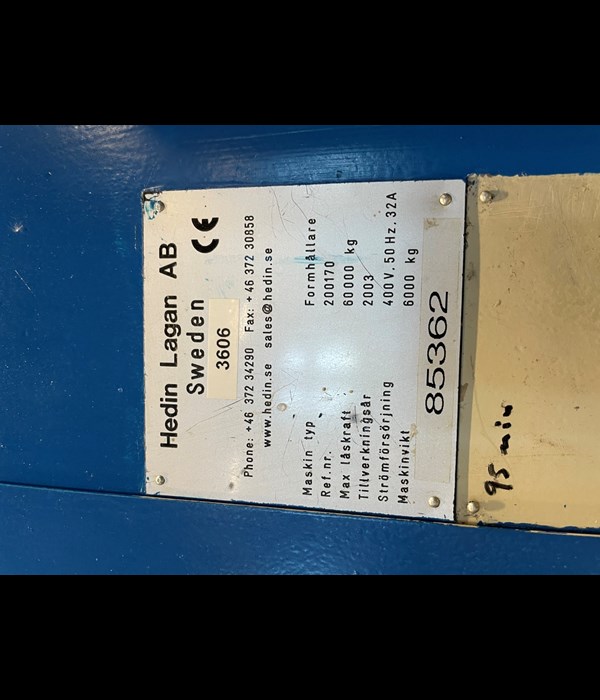 Hedin Lagan AB
Sweden CE
3606
Phone: +46 372 34290 Fax: +46 372 30858
www.hedin.se sales@hedin.se
Maskin typ Formhållare
Ref.nr. 200170
Max låskraft 60000 kg
Tillverkningsår 2003
Strömförsörjning 400V. 50Hz. 32A
Maskinvikt 6000 kg
85362
95 min